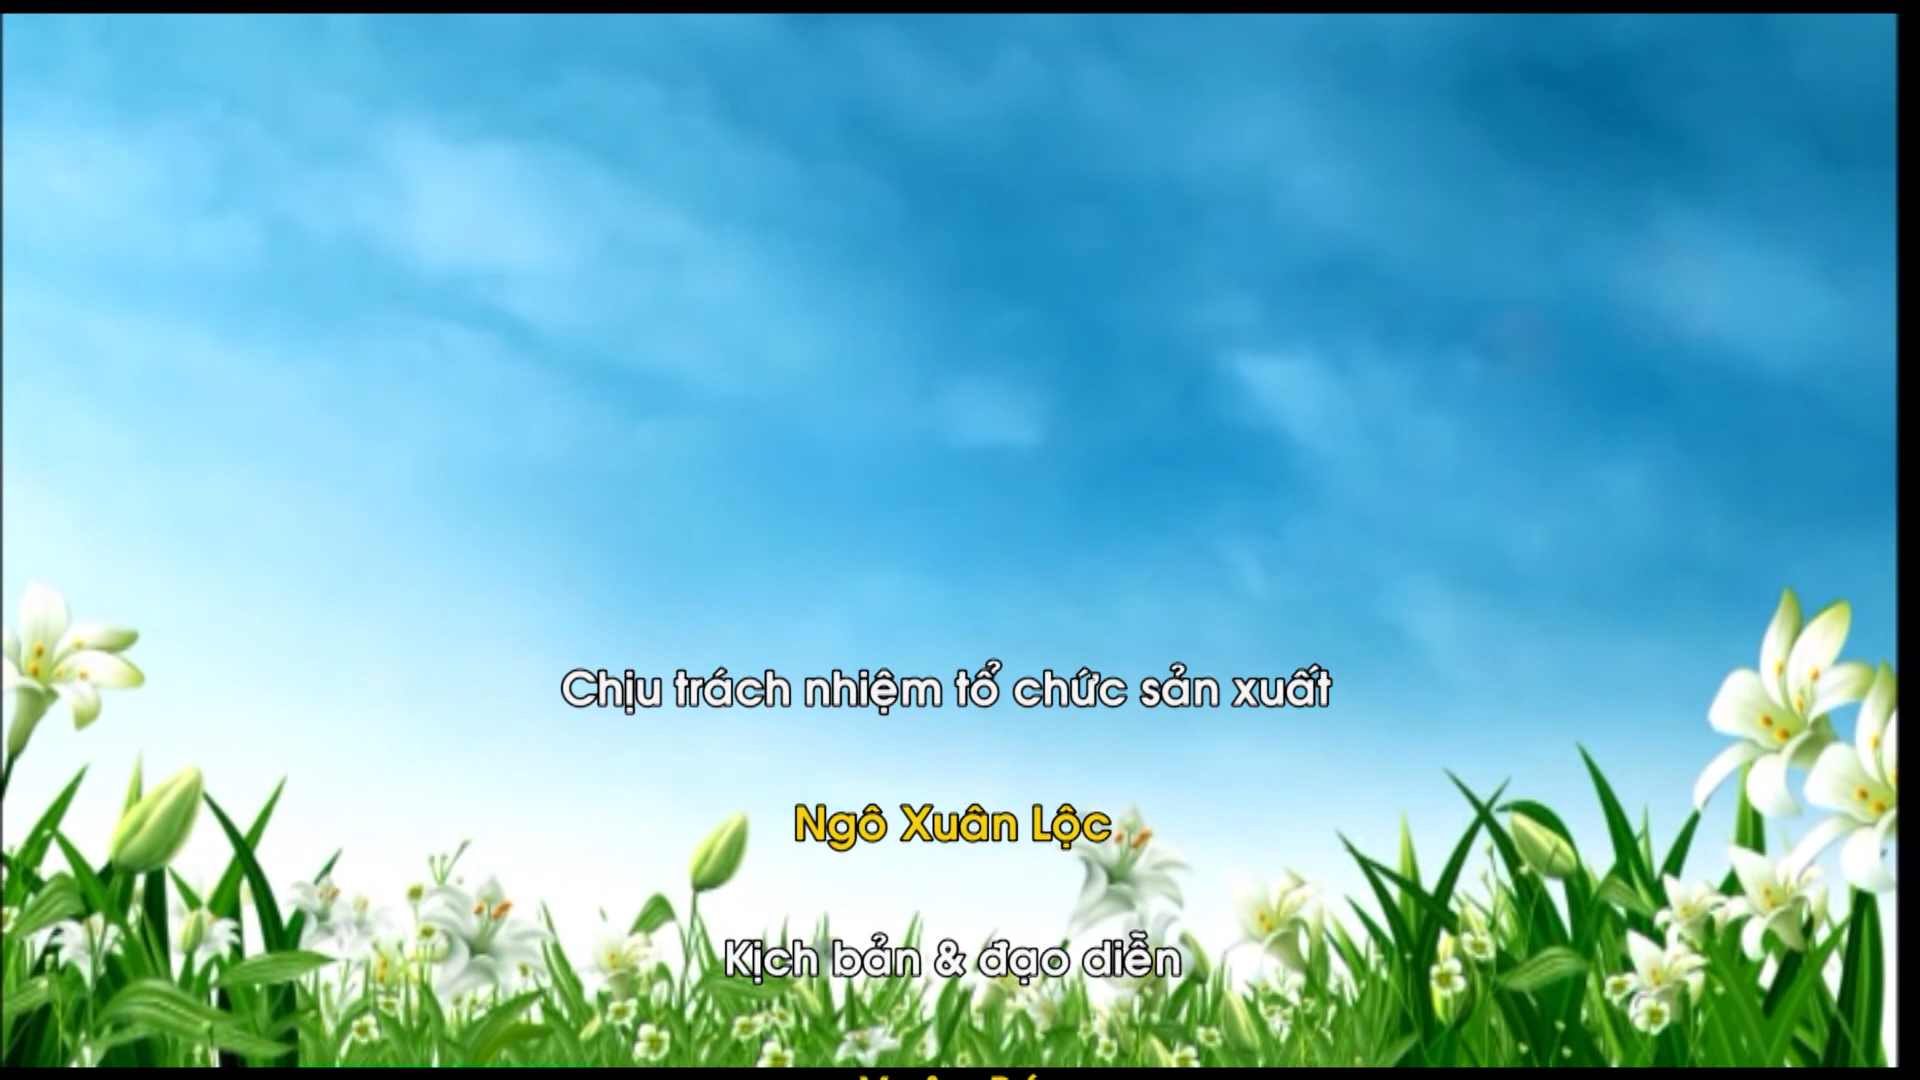 Chịu trách nhiệm tổ chức sản xuất
Ngô Xuân Lộc
Kịch bản & đạo diễn